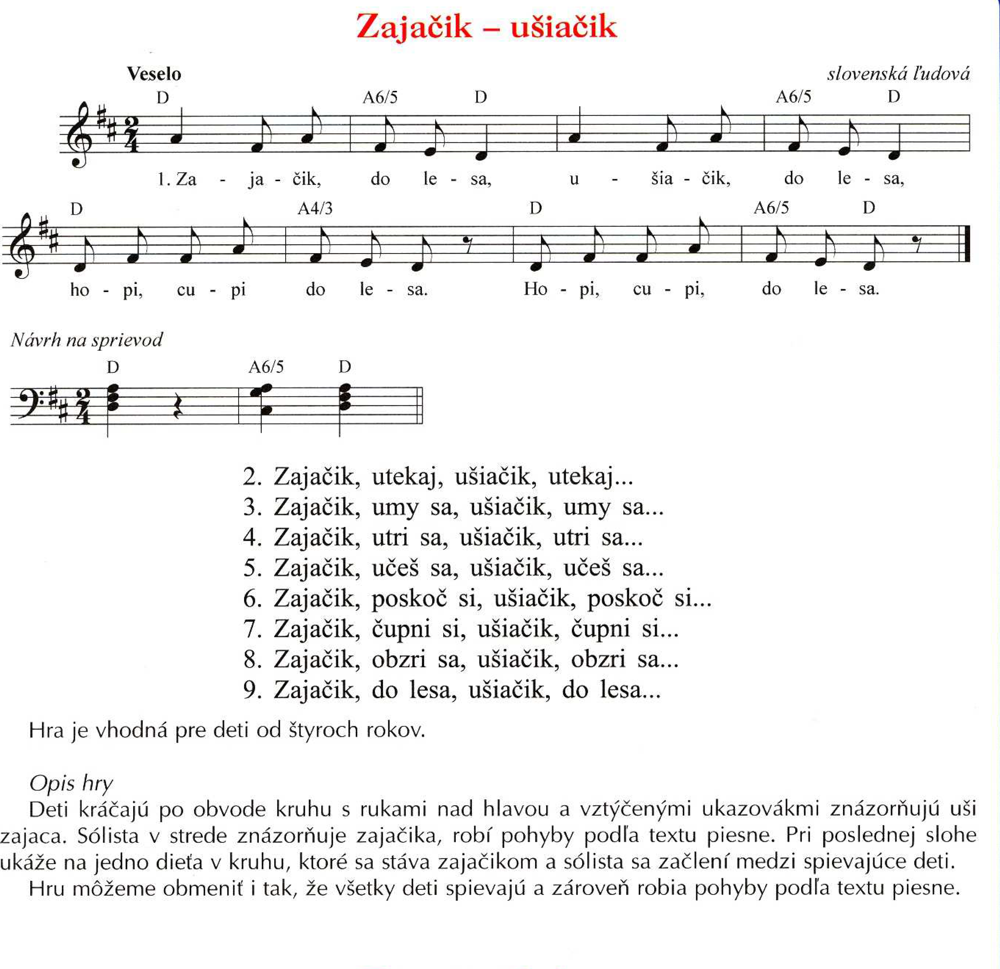 Zajačik – ušiačik
Veselo
slovenská ľudová
D A6/5 D A6/5 D
1. Za - ja - čik, do le - sa, u - šia - čik, do le - sa,
D A4/3 D A6/5 D
ho - pi, cu - pi do le - sa. Ho - pi, cu - pi, do le - sa.
Návrh na sprievod
D A6/5 D
2. Zajačik, utekaj, ušiačik, utekaj...
3. Zajačik, umy sa, ušiačik, umy sa...
4. Zajačik, utri sa, ušiačik, utri sa...
5. Zajačik, učeš sa, ušiačik, učeš sa...
6. Zajačik, poskoč si, ušiačik, poskoč si...
7. Zajačik, čupni si, ušiačik, čupni si...
8. Zajačik, obzri sa, ušiačik, obzri sa...
9. Zajačik, do lesa, ušiačik, do lesa...
Hra je vhodná pre deti od štyroch rokov.
Opis hry
Deti kráčajú po obvode kruhu s rukami nad hlavou a vztýčenými ukazovákmi znázorňujú uši
zajaca. Sólista v strede znázorňuje zajačika, robí pohyby podľa textu piesne. Pri poslednej slohe
ukáže na jedno dieťa v kruhu, ktoré sa stáva zajačikom a sólista sa začlení medzi spievajúce deti.
Hru môžeme obmeniť i tak, že všetky deti spievajú a zároveň robia pohyby podľa textu piesne.